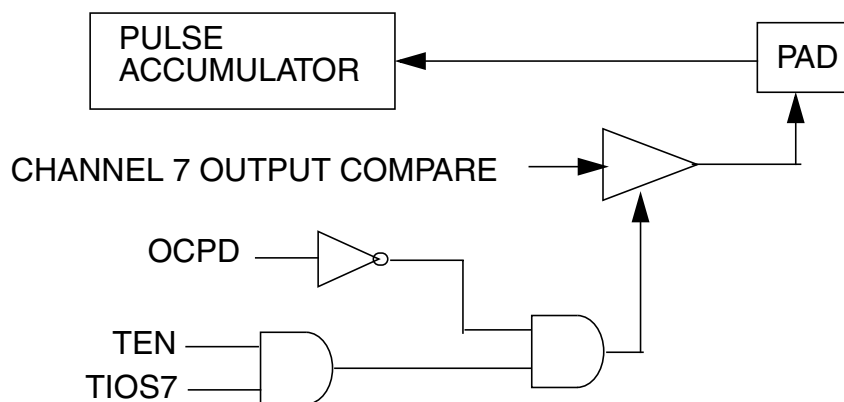 PULSE
ACCUMULATOR
PAD
CHANNEL 7 OUTPUT COMPARE
OCPD
TEN
TIOS7